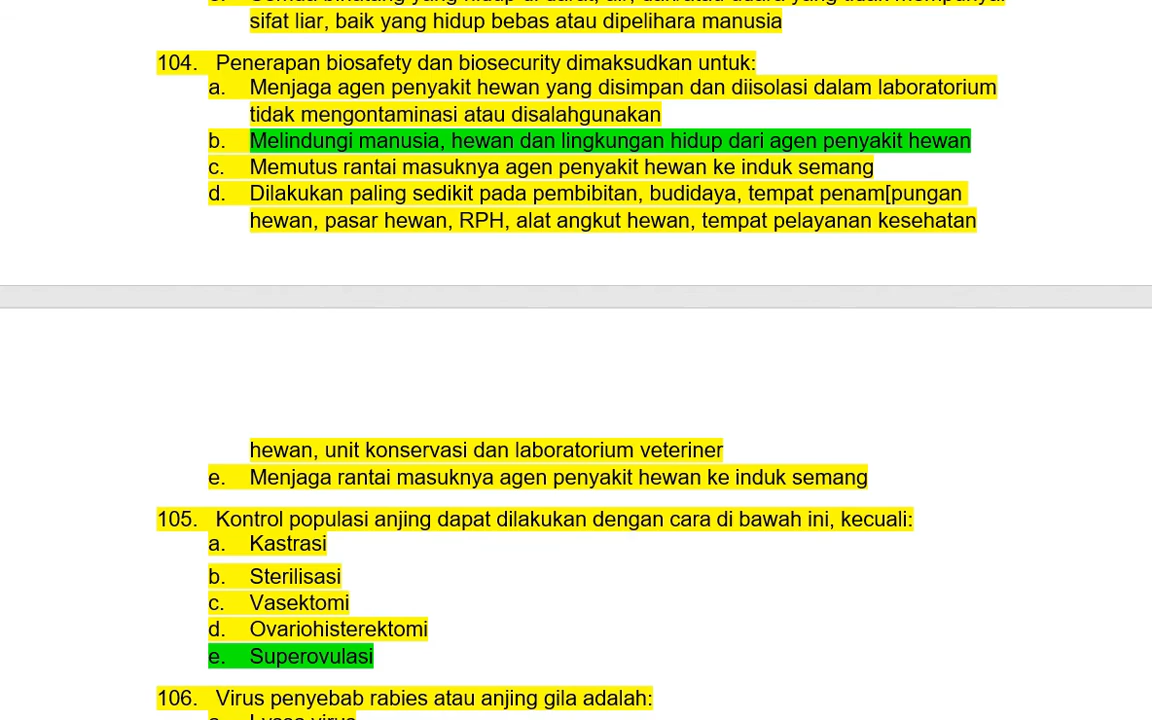 sifat liar, baik yang hidup bebas atau dipelihara manusia
104. Penerapan biosafety dan biosecurity dimaksudkan untuk:
a. Menjaga agen penyakit hewan yang disimpan dan diisolasi dalam laboratorium
tidak mengontaminasi atau disalahgunakan
b. Melindungi manusia, hewan dan lingkungan hidup dari agen penyakit hewan
c. Memutus rantai masuknya agen penyakit hewan ke induk semang
d. Dilakukan paling sedikit pada pembibitan, budidaya, tempat penam[pungan
hewan, pasar hewan, RPH, alat angkut hewan, tempat pelayanan kesehatan
hewan, unit konservasi dan laboratorium veteriner
e. Menjaga rantai masuknya agen penyakit hewan ke induk semang
105. Kontrol populasi anjing dapat dilakukan dengan cara di bawah ini, kecuali:
a. Kastrasi
b. Sterilisasi
c. Vasektomi
d. Ovariohisterektomi
e. Superovulasi
106. Virus penyebab rabies atau anjing gila adalah: